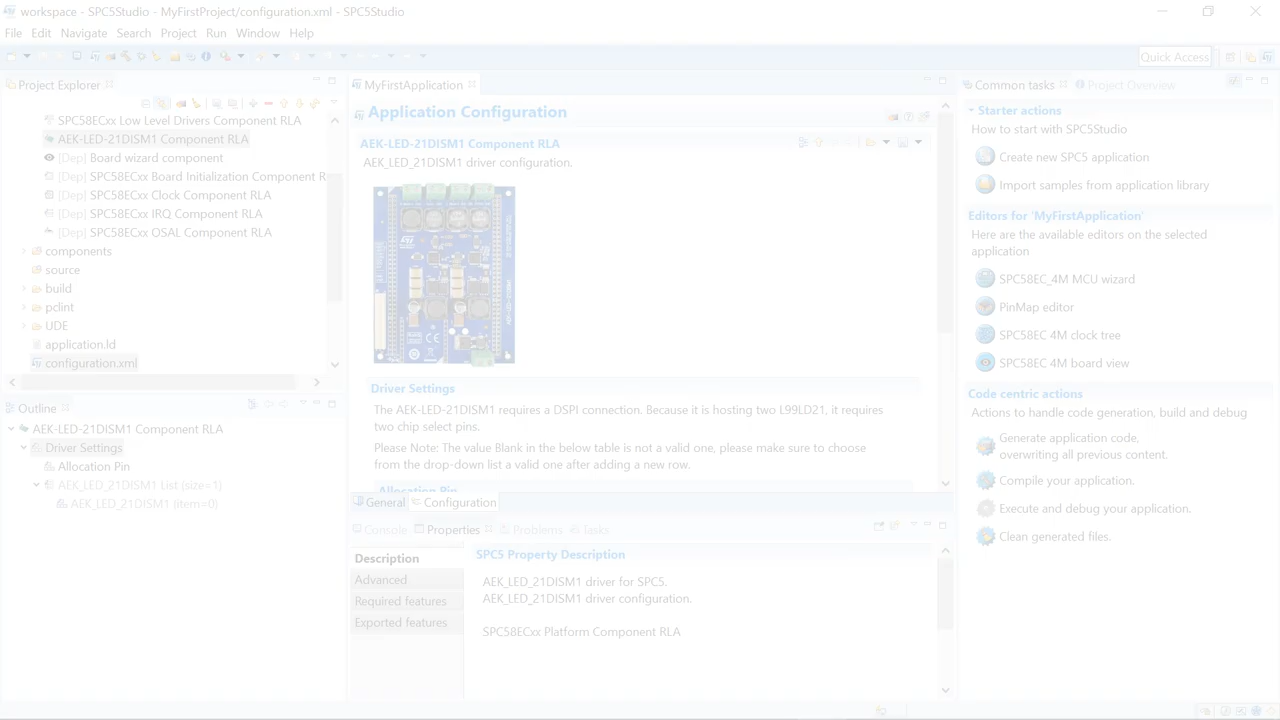 workspace - SPC5Studio - MyFirstProject/configuration.xml - SPC5Studio
File Edit Navigate Search Project Run Window Help
Quick Access
Project Explorer
SPC58ECxx Low Level Drivers Component RLA
AEK-LED-21DISM1 Component RLA
[Dep] Board wizard component
[Dep] SPC58ECxx Board Initialization Component R
[Dep] SPC58ECxx Clock Component RLA
[Dep] SPC58ECxx IRQ Component RLA
[Dep] SPC58ECxx OSAL Component RLA
components
source
build
pclint
UDE
application.ld
configuration.xml
Outline
AEK-LED-21DISM1 Component RLA
Driver Settings
Allocation Pin
AEK_LED_21DISM1 List (size=1)
AEK_LED_21DISM1 (item=0)
MyFirstApplication
Application Configuration
AEK-LED-21DISM1 Component RLA
AEK_LED_21DISM1 driver configuration.
Driver Settings
The AEK-LED-21DISM1 requires a DSPI connection. Because it is hosting two L99LD21, it requires
two chip select pins.
Please Note: The value Blank in the below table is not a valid one, please make sure to choose
from the drop-down list a valid one after adding a new row.
Allocation Pin
General Configuration
Console Properties Problems Tasks
Description
Advanced
Required features
Exported features
SPC5 Property Description
AEK_LED_21DISM1 driver for SPC5.
AEK_LED_21DISM1 driver configuration.
SPC58ECxx Platform Component RLA
Common tasks Project Overview
Starter actions
How to start with SPC5Studio
Create new SPC5 application
Import samples from application library
Editors for 'MyFirstApplication'
Here are the available editors on the selected
application
SPC58EC_4M MCU wizard
PinMap editor
SPC58EC 4M clock tree
SPC58EC 4M board view
Code centric actions
Actions to handle code generation, build and debug
Generate application code,
overwriting all previous content.
Compile your application.
Execute and debug your application.
Clean generated files.